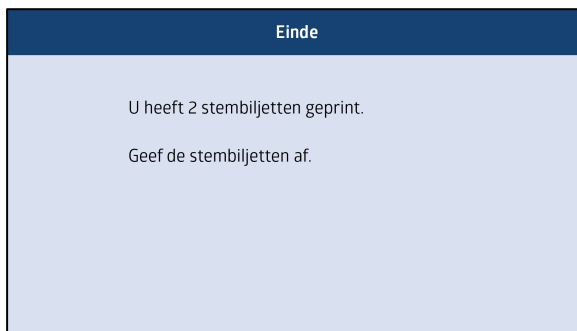 Einde
U heeft 2 stembiljetten geprint.
Geef de stembiljetten af.